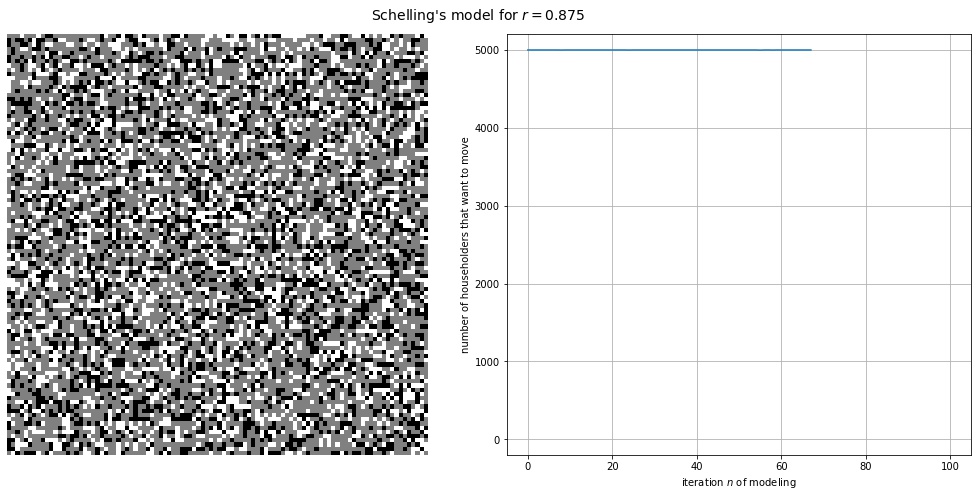 Schelling's model for r = 0.875
number of householders that want to move
5000
4000
3000
2000
1000
0
0 20 40 60 80 100
iteration n of modeling